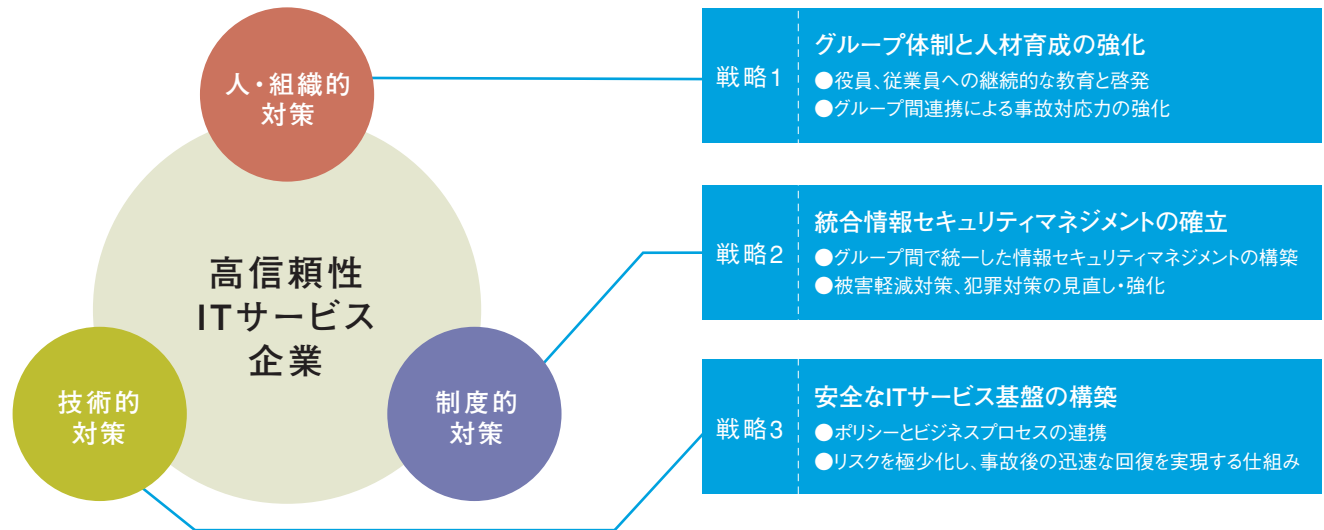 人・組織的
対策
高信頼性
ITサービス
企業
技術的
対策
制度的
対策
戦略1
グループ体制と人材育成の強化
●役員、従業員への継続的な教育と啓発
●グループ間連携による事故対応力の強化
戦略2
統合情報セキュリティマネジメントの確立
●グループ間で統一した情報セキュリティマネジメントの構築
●被害軽減対策、犯罪対策の見直し・強化
戦略3
安全なITサービス基盤の構築
●ポリシーとビジネスプロセスの連携
●リスクを極少化し、事故後の迅速な回復を実現する仕組み